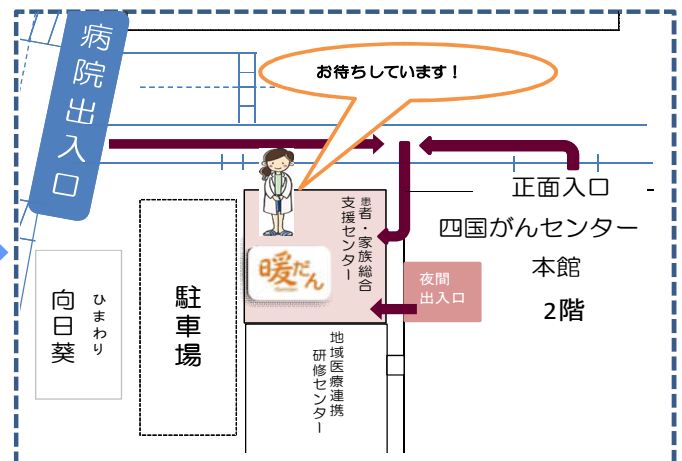 病院出入口
お待ちしています！
正面入口
四国がんセンター
本館
2階
患者・家族総合
支援センター
暖だん
夜間
出入口
駐車場
ひまわり
向日葵
地域医療連携
研修センター